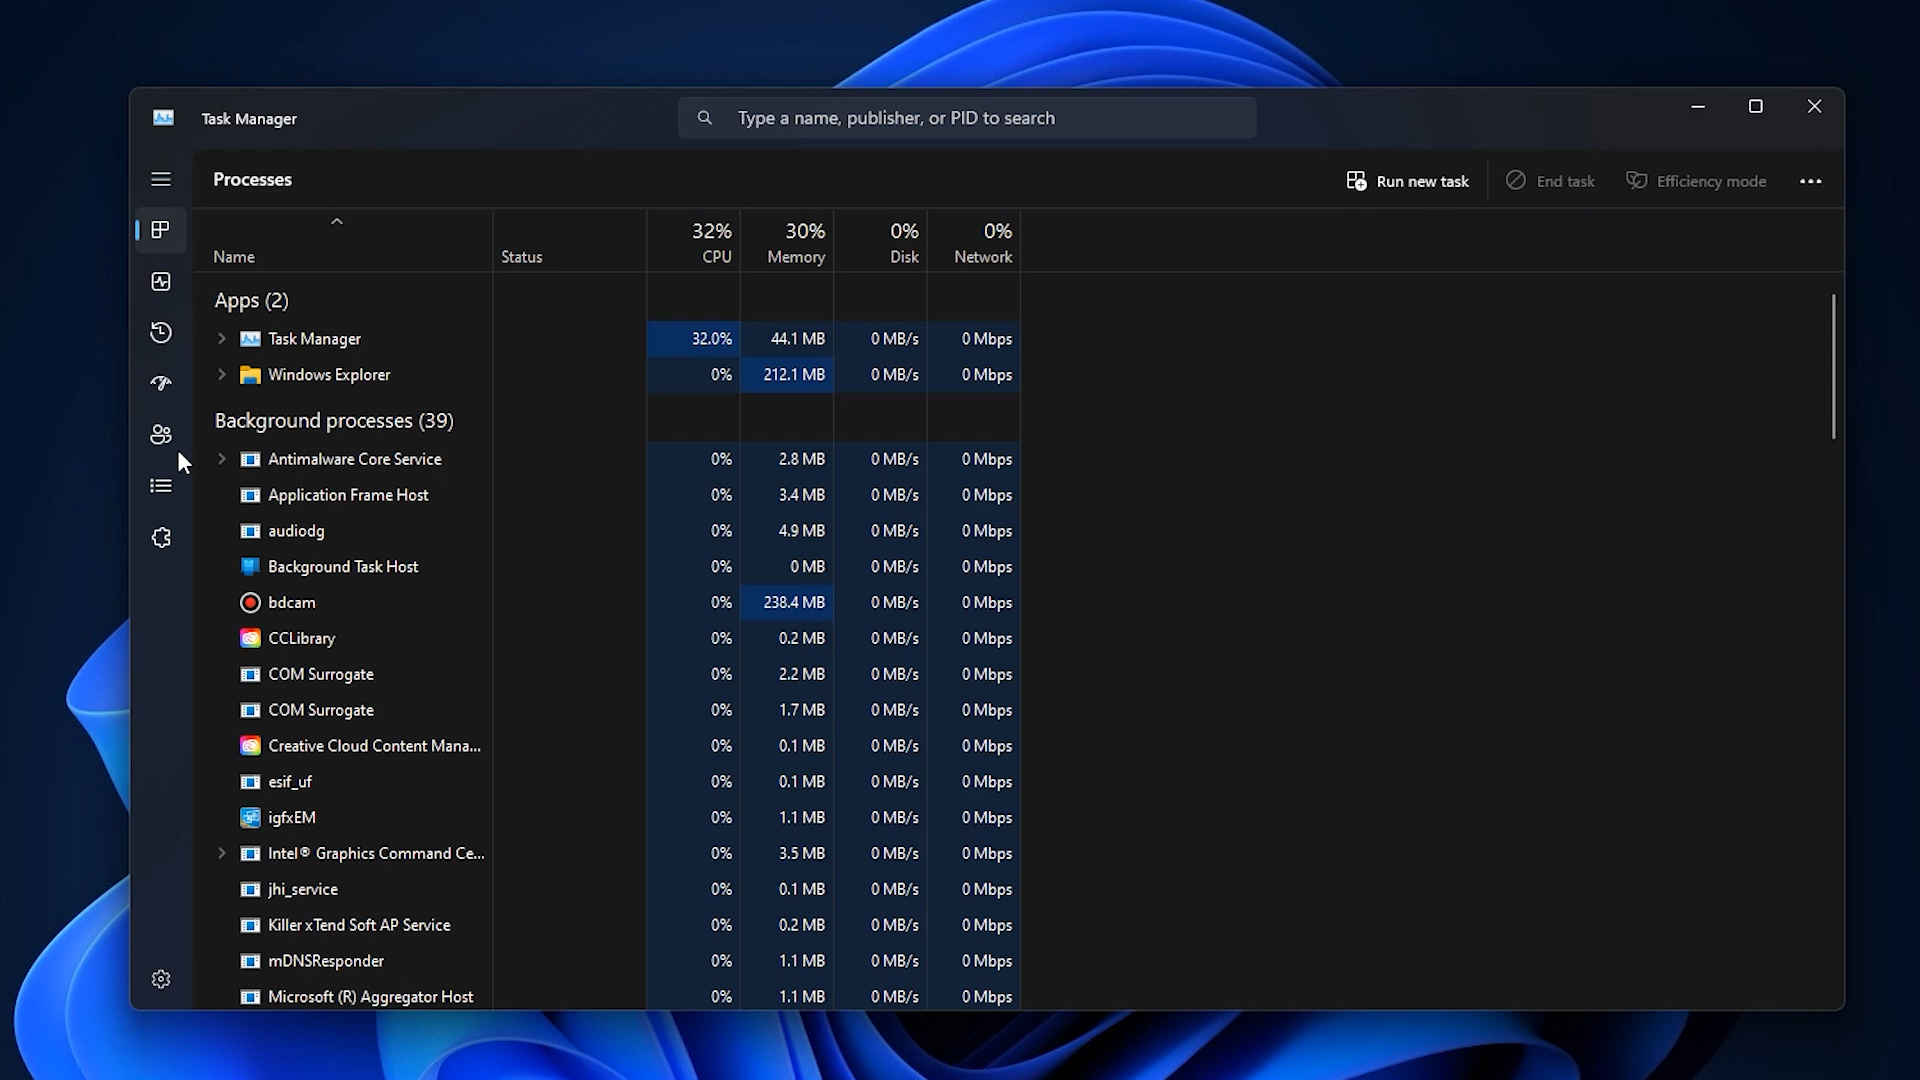 Task Manager
Type a name, publisher, or PID to search
Processes
Run new task
End task
Efficiency mode
32% 30% 0% 0%
Name Status CPU Memory Disk Network
Apps (2)
Task Manager 32.0% 44.1 MB 0 MB/s 0 Mbps
Windows Explorer 0% 212.1 MB 0 MB/s 0 Mbps
Background processes (39)
Antimalware Core Service 0% 2.8 MB 0 MB/s 0 Mbps
Application Frame Host 0% 3.4 MB 0 MB/s 0 Mbps
audiodg 0% 4.9 MB 0 MB/s 0 Mbps
Background Task Host 0% 0 MB 0 MB/s 0 Mbps
bdcam 0% 238.4 MB 0 MB/s 0 Mbps
CCLibrary 0% 0.2 MB 0 MB/s 0 Mbps
COM Surrogate 0% 2.2 MB 0 MB/s 0 Mbps
COM Surrogate 0% 1.7 MB 0 MB/s 0 Mbps
Creative Cloud Content Mana... 0% 0.1 MB 0 MB/s 0 Mbps
esif_uf 0% 0.1 MB 0 MB/s 0 Mbps
igfxEM 0% 1.1 MB 0 MB/s 0 Mbps
Intel® Graphics Command Ce... 0% 3.5 MB 0 MB/s 0 Mbps
jhi_service 0% 0.1 MB 0 MB/s 0 Mbps
Killer xTend Soft AP Service 0% 0.2 MB 0 MB/s 0 Mbps
mDNSResponder 0% 1.1 MB 0 MB/s 0 Mbps
Microsoft (R) Aggregator Host 0% 1.1 MB 0 MB/s 0 Mbps